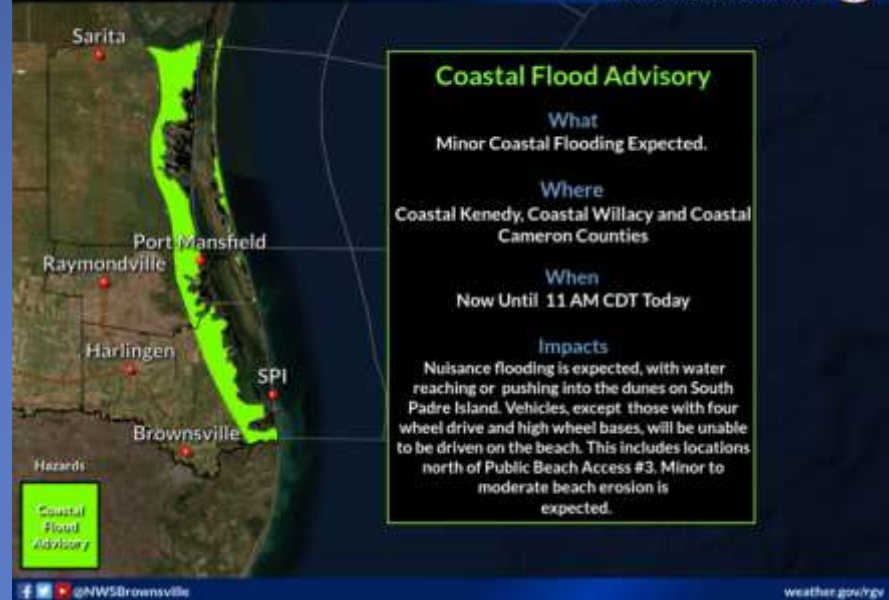 Sarita
Coastal Flood Advisory
What
Minor Coastal Flooding Expected.
Where
Coastal Kenedy, Coastal Willacy and Coastal
Cameron Counties
When
Now Until 11 AM CDT Today
Impacts
Nuisance flooding is expected, with water
reaching or pushing into the dunes on South
Padre Island. Vehicles, except those with four
wheel drive and high wheel bases, will be unable
to be driven on the beach. This includes locations
north of Public Beach Access #3. Minor to
moderate beach erosion is
expected.
Port Mansfield
Raymondville
Harlingen
SPI
Brownsville
Hazards
Coastal
Flood
Advisory
@NWSBrownsville
weather.gov/rgv